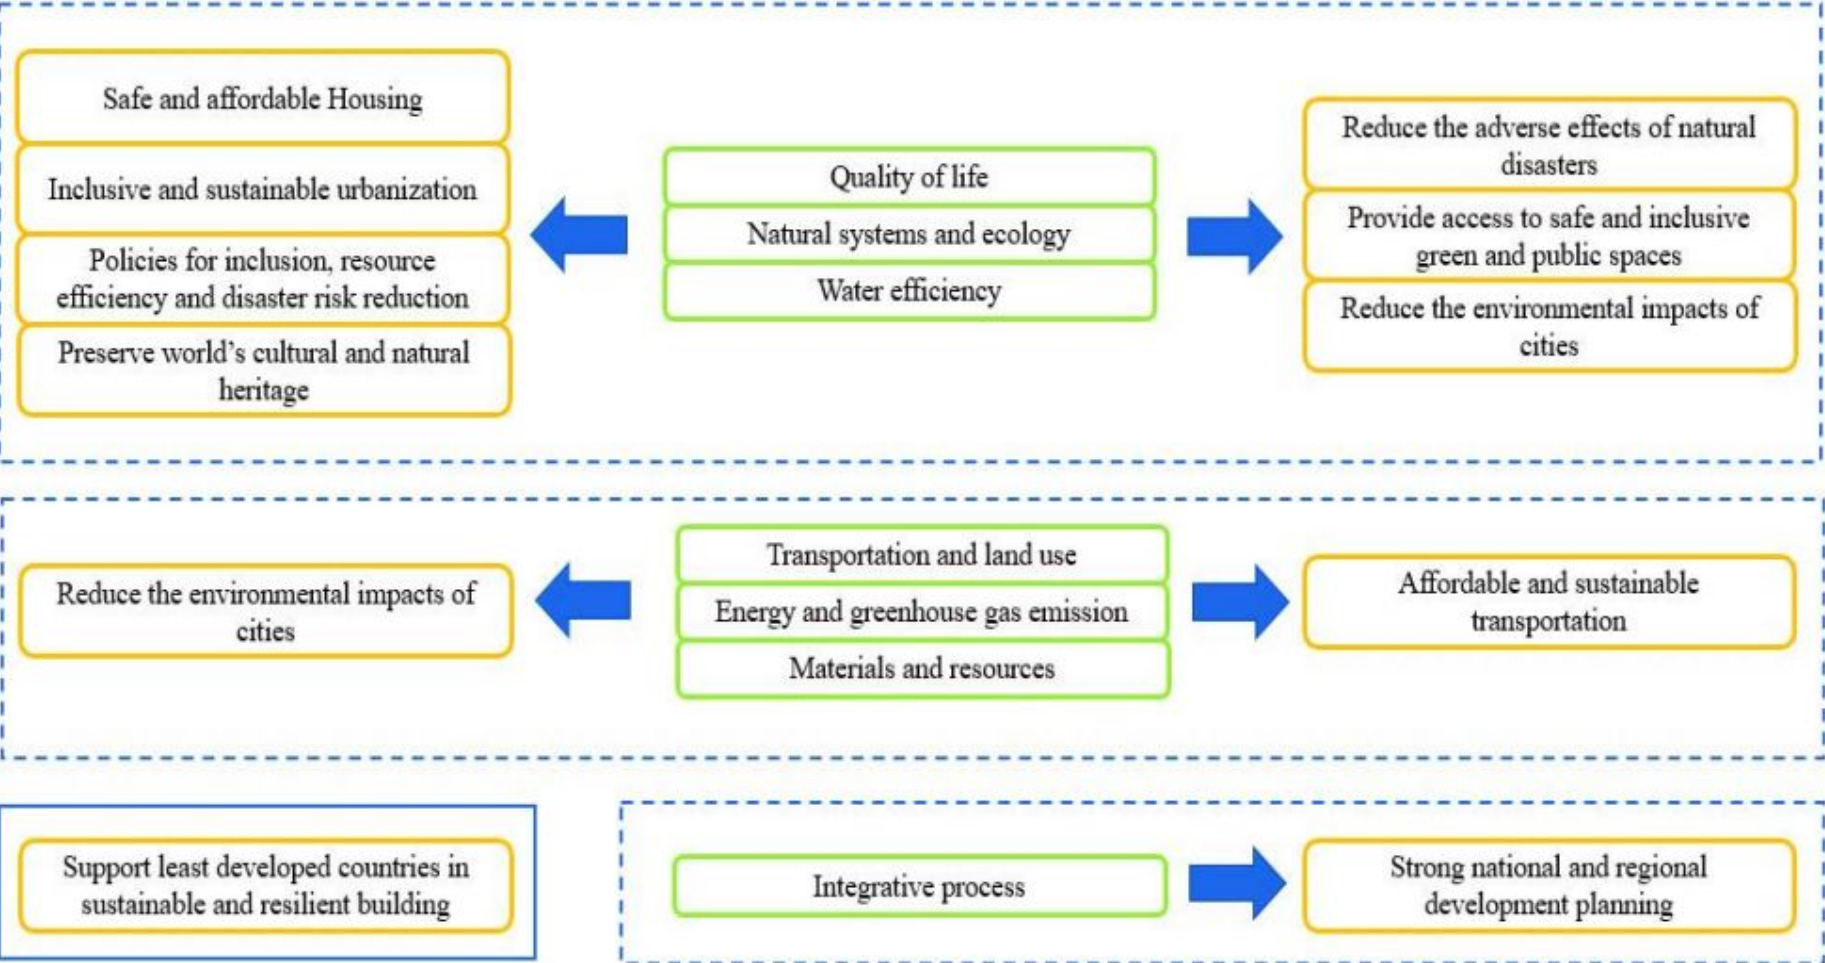 Safe and affordable Housing
Inclusive and sustainable urbanization
Policies for inclusion, resource
efficiency and disaster risk reduction
Preserve world's cultural and natural
heritage
Quality of life
Natural systems and ecology
Water efficiency
Reduce the adverse effects of natural
disasters
Provide access to safe and inclusive
green and public spaces
Reduce the environmental impacts of
cities
Reduce the environmental impacts of
cities
Transportation and land use
Energy and greenhouse gas emission
Materials and resources
Affordable and sustainable
transportation
Support least developed countries in
sustainable and resilient building
Integrative process
Strong national and regional
development planning